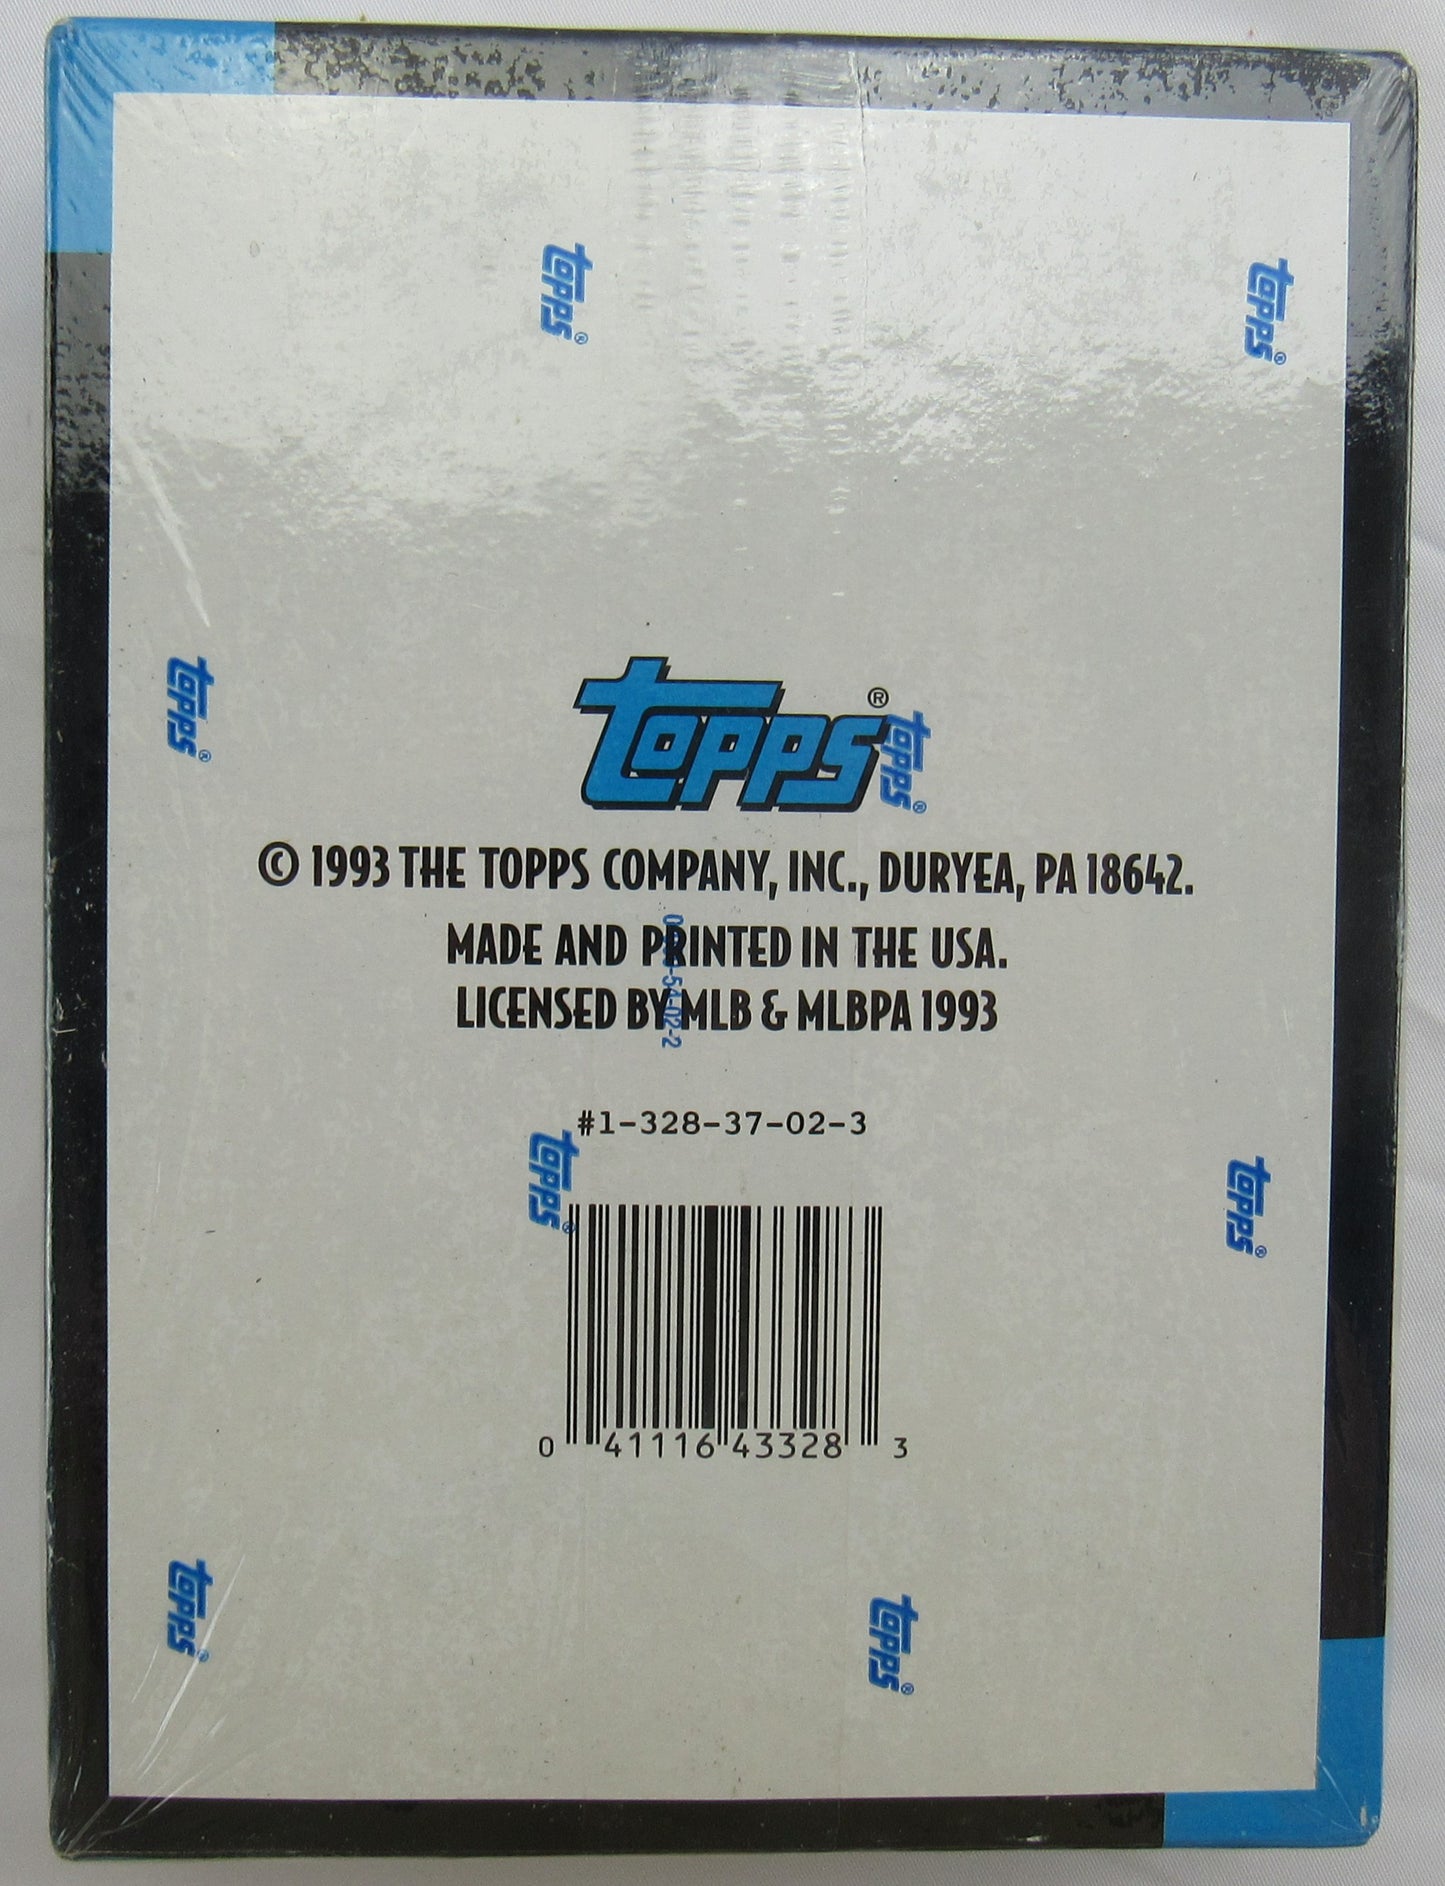 topps®
topps®
topps®
topps®
topps®
© 1993 THE TOPPS COMPANY, INC., DURYEA, PA 18642.
MADE AND PRINTED IN THE USA.
LICENSED BY MLB & MLBPA 1993
#1-328-37-02-3
topps®
topps®
0 41116 43328 3
topps®
topps®